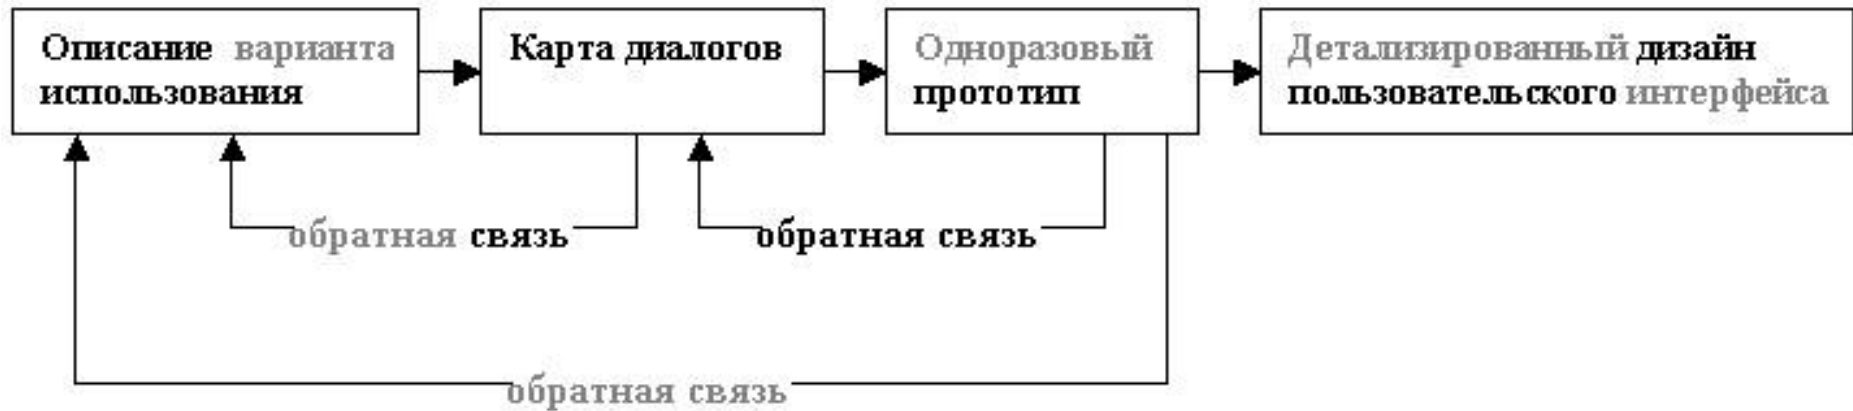 Описание варианта
использования
Карта диалогов
Одноразовый
прототип
Детализированный дизайн
пользовательского интерфейса
обратная связь
обратная связь
обратная связь